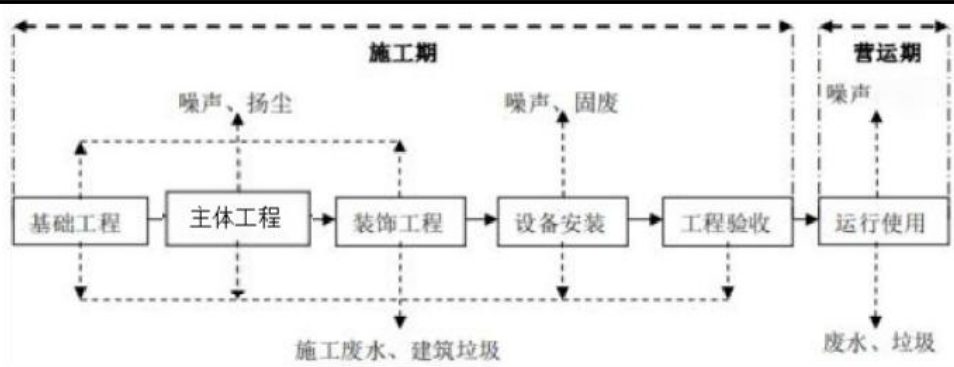 施工期
营运期
噪声、扬尘
噪声、固废
噪声
基础工程
主体工程
装饰工程
设备安装
工程验收
运行使用
施工废水、建筑垃圾
废水、垃圾